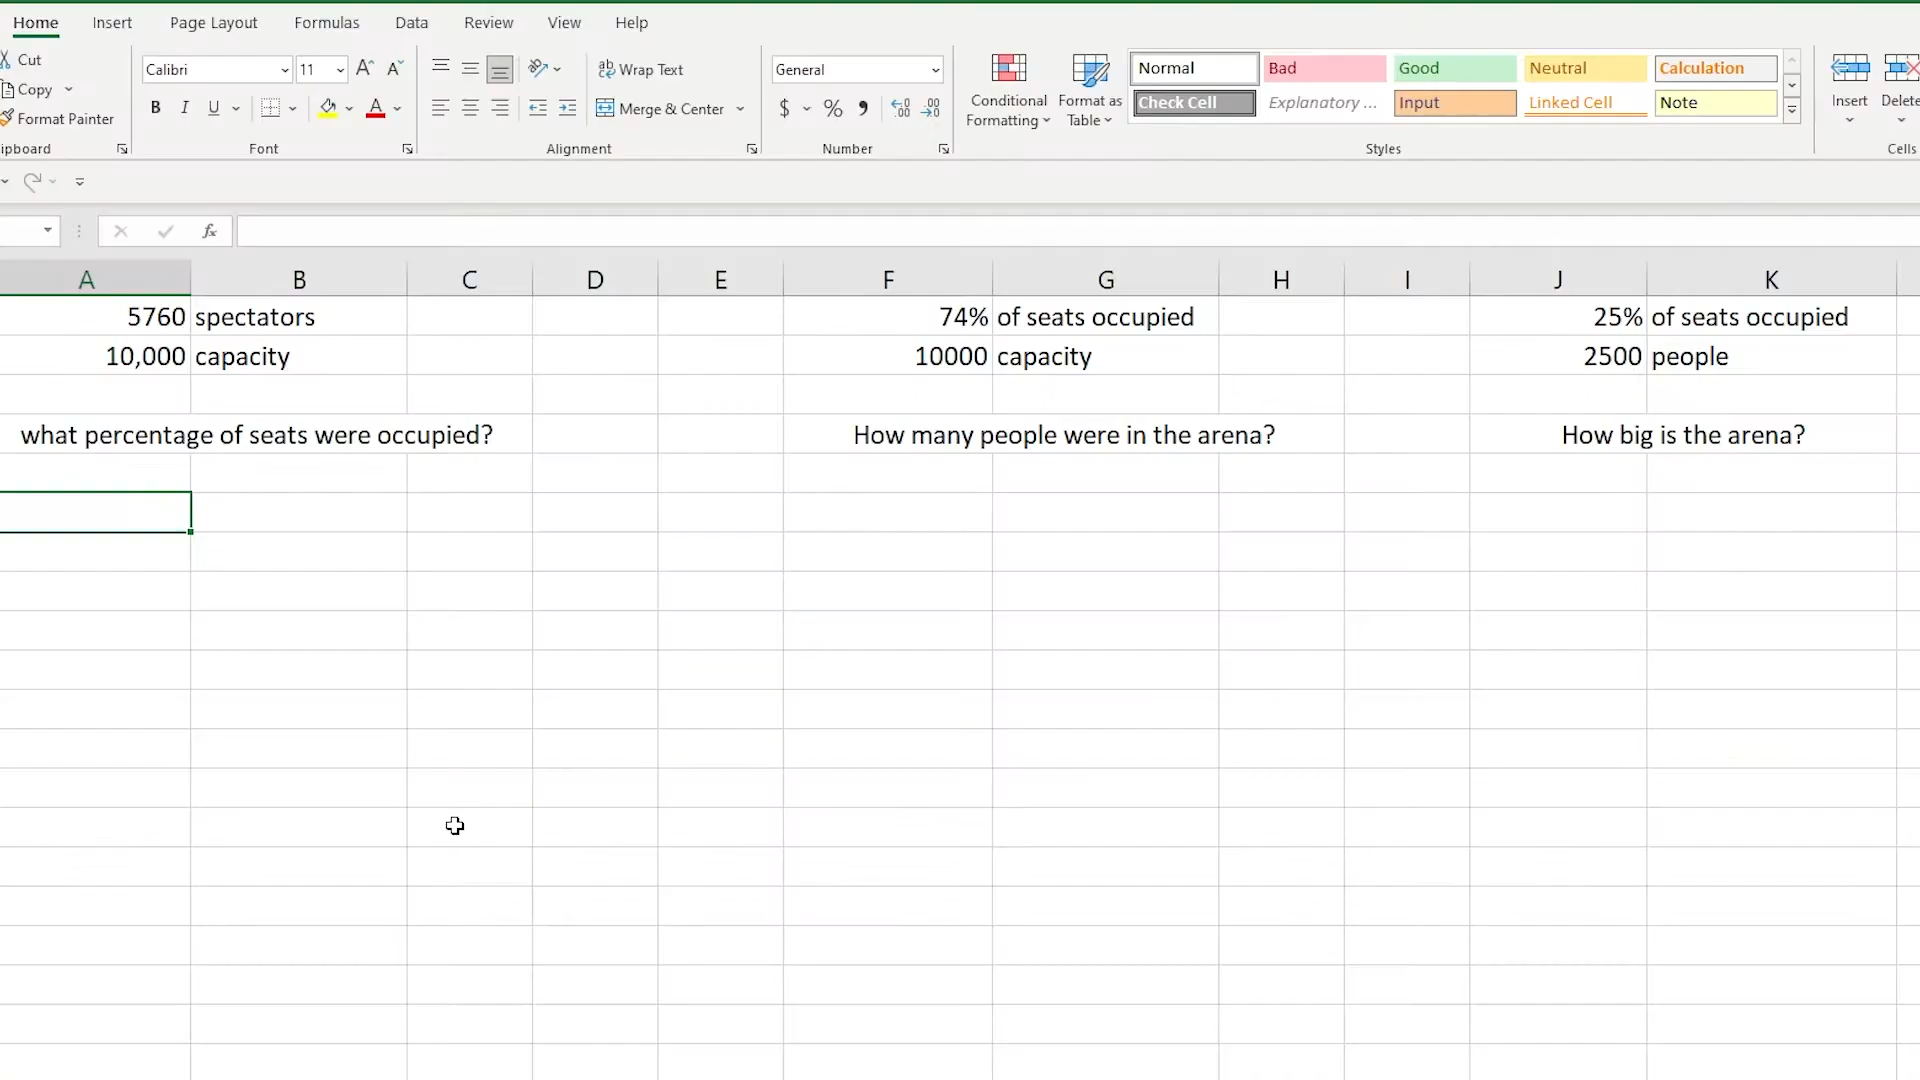 Home Insert Page Layout Formulas Data Review View Help
Cut
Copy
Format Painter
Calibri 11
B I U
Wrap Text
Merge & Center
General
$ %
Conditional Formatting
Format as Table
Normal Bad Good Neutral Calculation
Check Cell Explanatory ... Input Linked Cell Note
Insert Delete
ipboard Font Alignment Number Styles Cells
fx
A B C D E F G H I J K
5760 spectators 74% of seats occupied 25% of seats occupied
10,000 capacity 10000 capacity 2500 people
what percentage of seats were occupied? How many people were in the arena? How big is the arena?